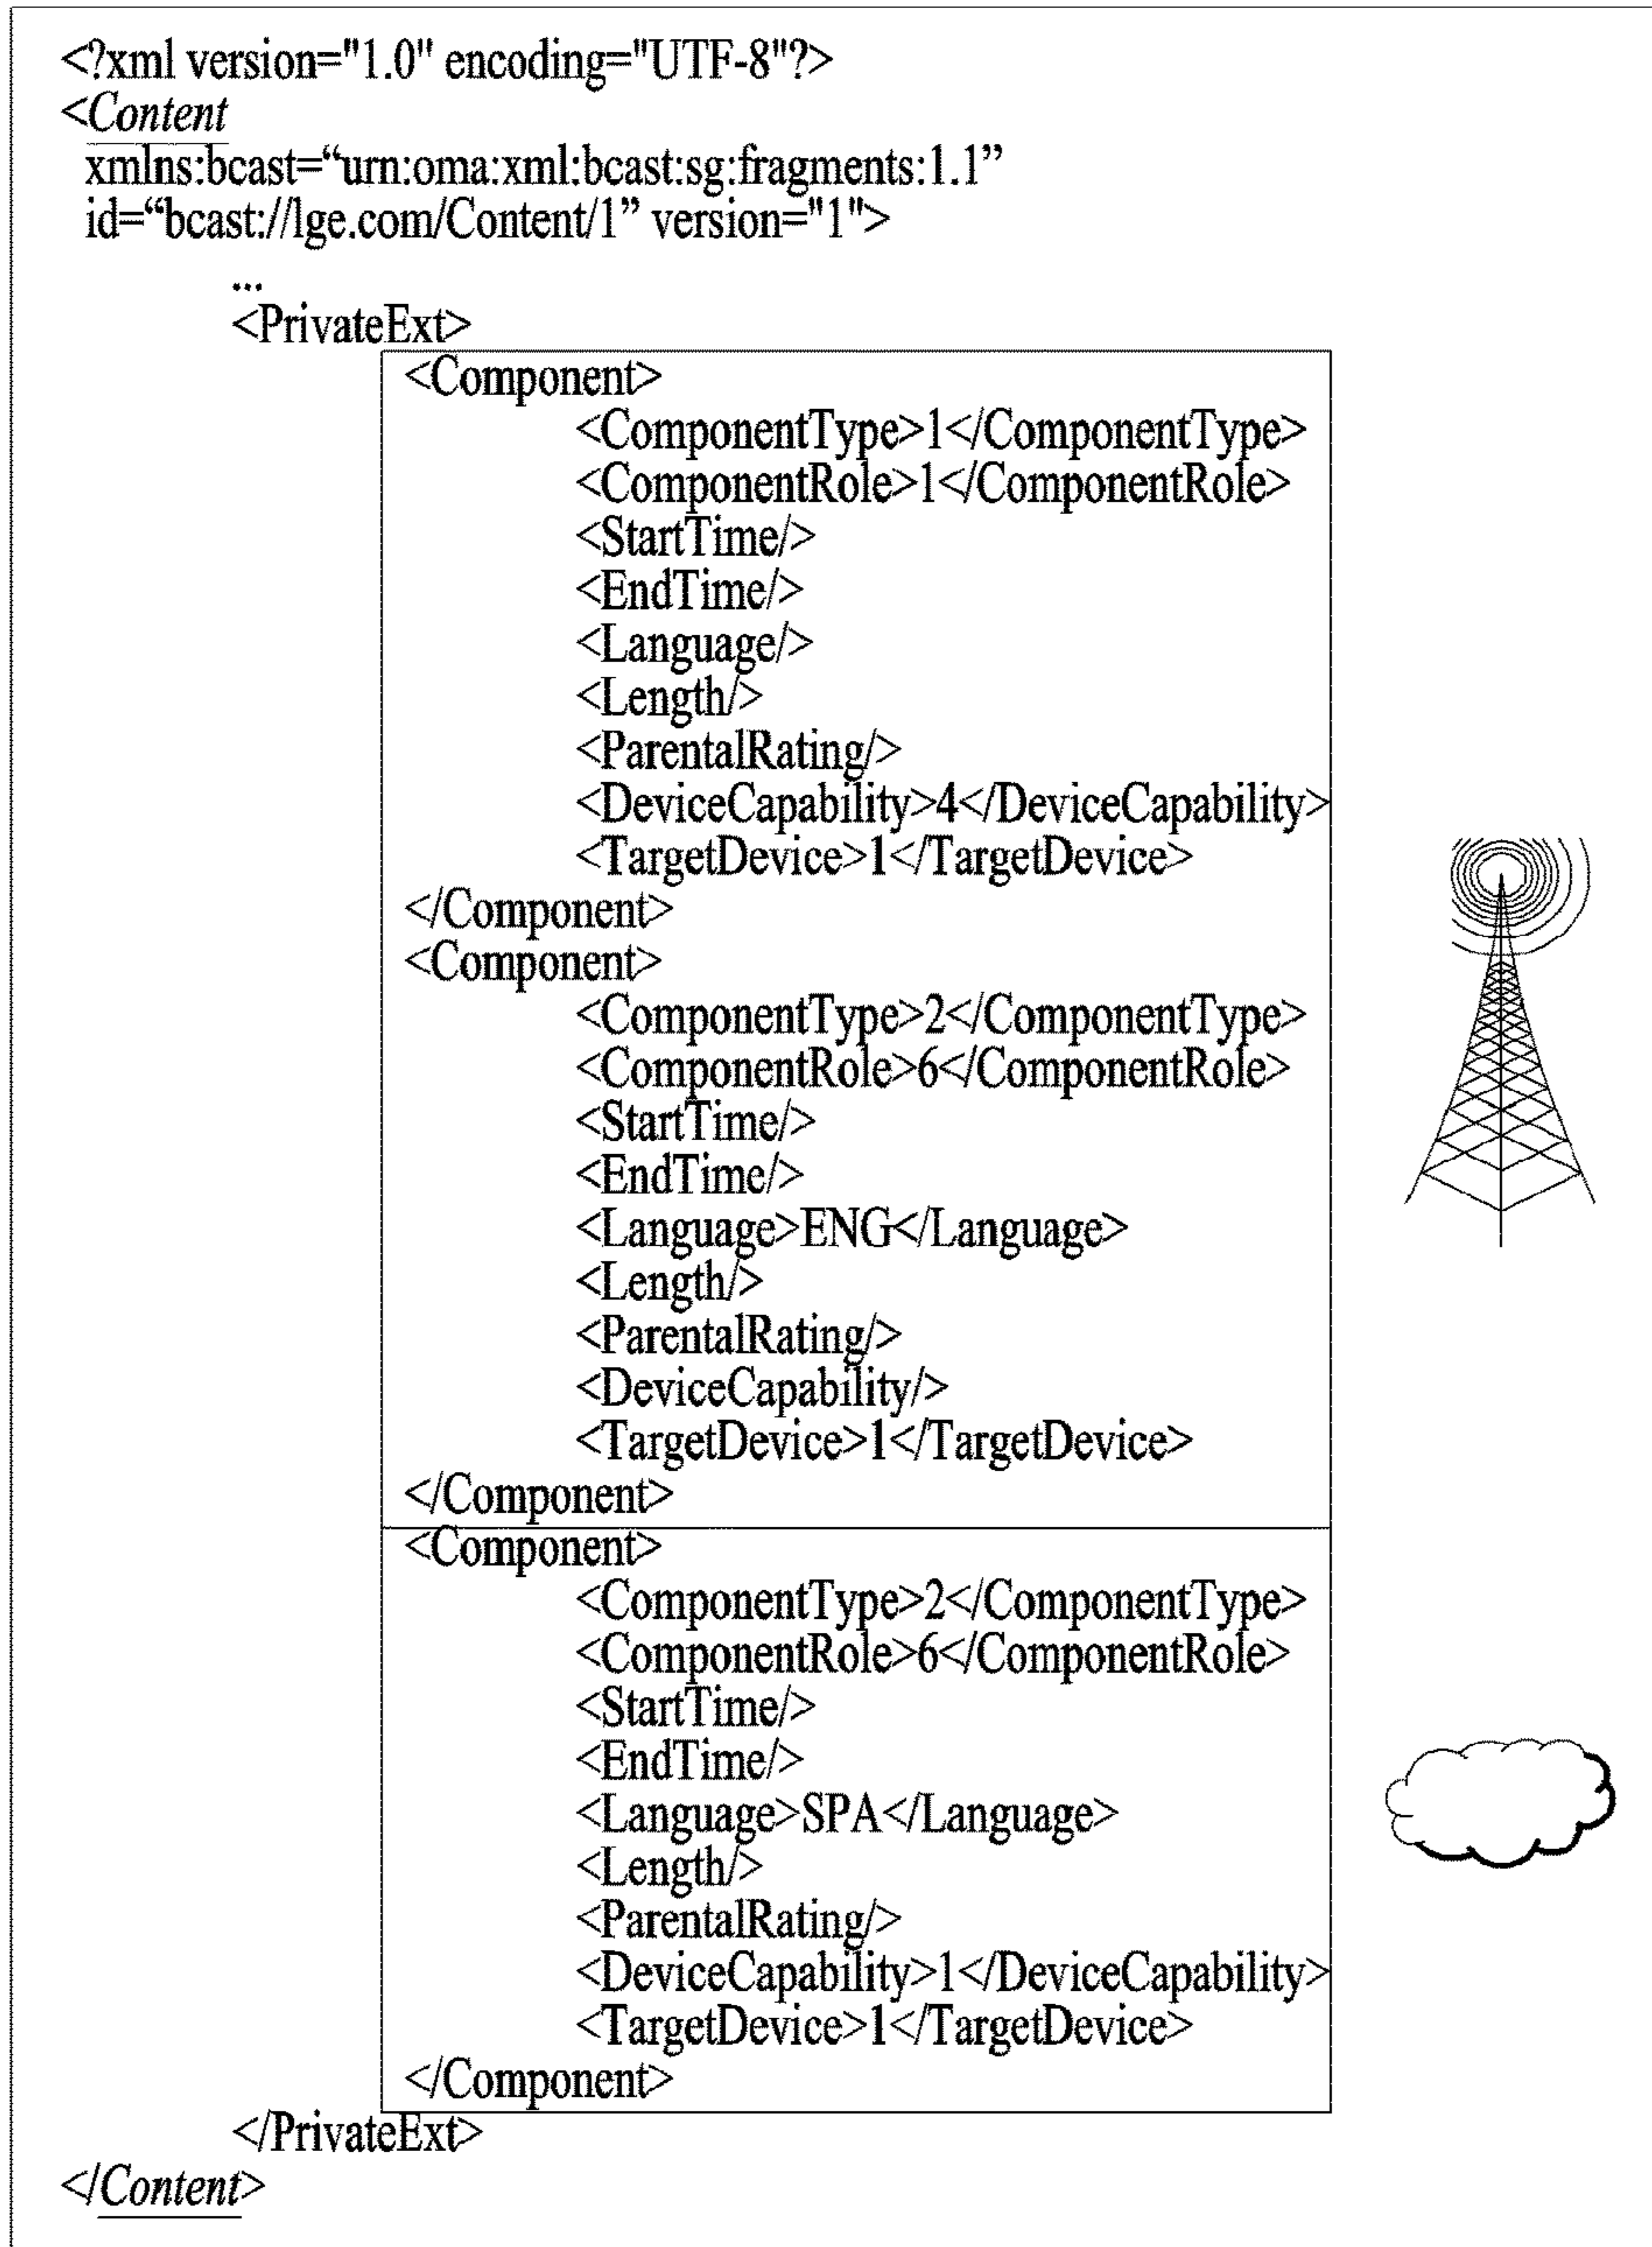 <?xml version="1.0" encoding="UTF-8"?>
<Content
xmlns:bcast=“urn:oma:xml:bcast:sg:fragments:1.1”
id=“bcast://lge.com/Content/1” version="1">
...
<PrivateExt>
<Component>
<ComponentType>1</ComponentType>
<ComponentRole>1</ComponentRole>
<StartTime/>
<EndTime/>
<Language/>
<Length/>
<ParentalRating/>
<DeviceCapability>4</DeviceCapability>
<TargetDevice>1</TargetDevice>
</Component>
<Component>
<ComponentType>2</ComponentType>
<ComponentRole>6</ComponentRole>
<StartTime/>
<EndTime/>
<Language>ENG</Language>
<Length/>
<ParentalRating/>
<DeviceCapability/>
<TargetDevice>1</TargetDevice>
</Component>
<Component>
<ComponentType>2</ComponentType>
<ComponentRole>6</ComponentRole>
<StartTime/>
<EndTime/>
<Language>SPA</Language>
<Length/>
<ParentalRating/>
<DeviceCapability>1</DeviceCapability>
<TargetDevice>1</TargetDevice>
</Component>
</PrivateExt>
</Content>